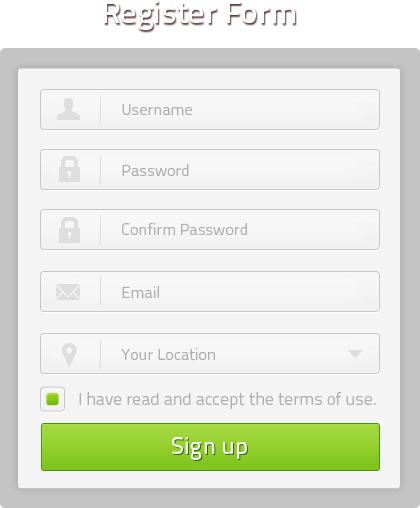 Register Form
Username
Password
Confirm Password
Email
Your Location
I have read and accept the terms of use.
Sign up